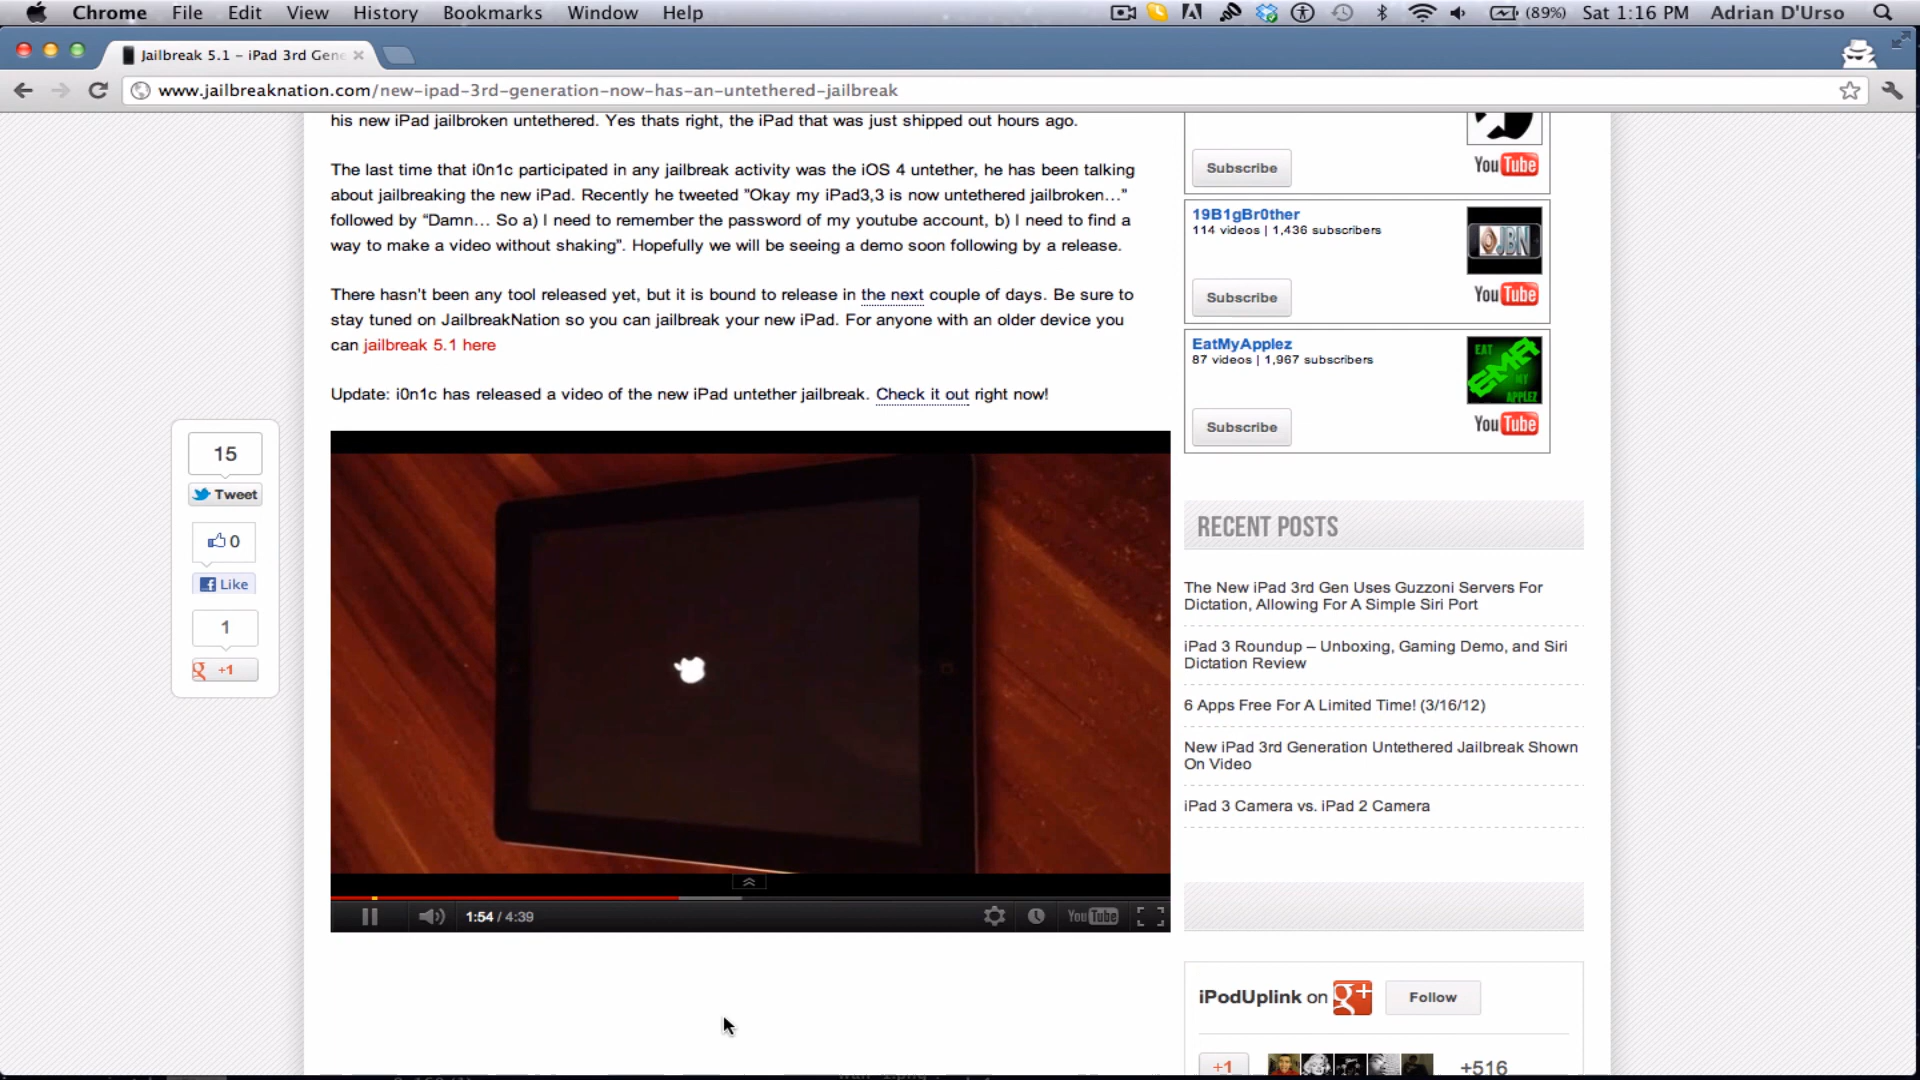 Chrome File Edit View History Bookmarks Window Help (89%) Sat 1:16 PM Adrian D'Urso
Jailbreak 5.1 – iPad 3rd Gene
www.jailbreaknation.com/new-ipad-3rd-generation-now-has-an-untethered-jailbreak
his new iPad jailbroken untethered. Yes thats right, the iPad that was just shipped out hours ago.
The last time that i0n1c participated in any jailbreak activity was the iOS 4 untether, he has been talking
about jailbreaking the new iPad. Recently he tweeted "Okay my iPad3,3 is now untethered jailbroken…"
followed by "Damn… So a) I need to remember the password of my youtube account, b) I need to find a
way to make a video without shaking". Hopefully we will be seeing a demo soon following by a release.
There hasn't been any tool released yet, but it is bound to release in the next couple of days. Be sure to
stay tuned on JailbreakNation so you can jailbreak your new iPad. For anyone with an older device you
can jailbreak 5.1 here
Update: i0n1c has released a video of the new iPad untether jailbreak. Check it out right now!
15
Tweet
0
Like
1
g +1
1:54 / 4:39
YouTube
Subscribe
YouTube
19B1gBr0ther
114 videos | 1,436 subscribers
JBN
Subscribe
YouTube
EatMyApplez
87 videos | 1,967 subscribers
EAT
EMA
MY
APPLEZ
Subscribe
YouTube
RECENT POSTS
The New iPad 3rd Gen Uses Guzzoni Servers For
Dictation, Allowing For A Simple Siri Port
iPad 3 Roundup – Unboxing, Gaming Demo, and Siri
Dictation Review
6 Apps Free For A Limited Time! (3/16/12)
New iPad 3rd Generation Untethered Jailbreak Shown
On Video
iPad 3 Camera vs. iPad 2 Camera
iPodUplink on g+ Follow
+1 +516